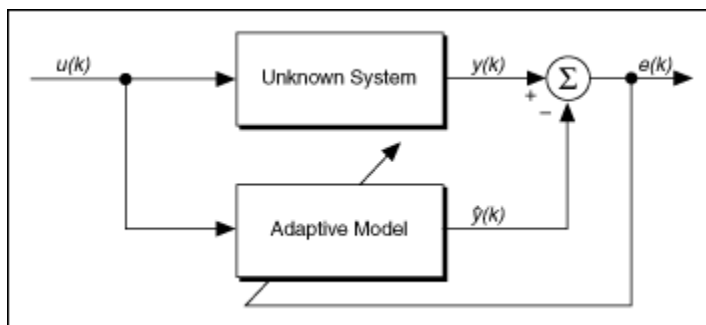 u(k)
Unknown System
y(k)
Σ
e(k)
+
−
Adaptive Model
ŷ(k)